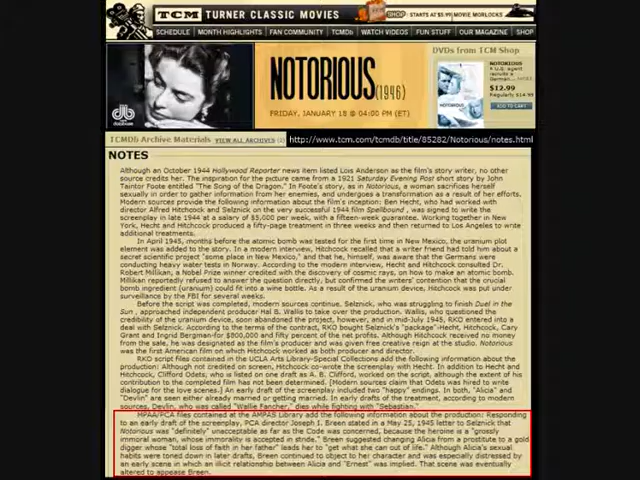 TCM TURNER CLASSIC MOVIES
SHOP STARTS AT $5.99 MOVIE MORLOCKS
SCHEDULE MONTH HIGHLIGHTS FAN COMMUNITY TCMDb WATCH VIDEOS FUN STUFF OUR MAGAZINE SHOP
NOTORIOUS (1946)
FRIDAY, JANUARY 15 @ 04:00 PM (ET)
DVDs from TCM Shop
NOTORIOUS
A U.S. agent
recruits a
German...
$12.99
Regularly $14.99
ADD TO CART
tcmdb
database
TCMDb Archive Materials VIEW ALL ARCHIVES
http://www.tcm.com/tcmdb/title/85282/Notorious/notes.html
NOTES
Although an October 1944 Hollywood Reporter news item listed Lois Anderson as the film's story writer, no other
source credits her. The inspiration for the picture came from a 1921 Saturday Evening Post short story by John
Taintor Foote entitled "The Song of the Dragon." In Foote's story, as in Notorious, a woman sacrifices herself
sexually in order to gather information from her enemies, and undergoes a transformation as a result of her efforts.
Modern sources provide the following information about the film's inception: Ben Hecht, who had worked with
director Alfred Hitchcock and Selznick on the very successful 1944 film Spellbound, was signed to write the
screenplay in late 1944 at a salary of $5,000 per week, with a fifteen-week guarantee. Working together in New
York, Hecht and Hitchcock produced a fifty-page treatment in three weeks and then returned to Los Angeles to write
additional treatments.
In April 1945, months before the atomic bomb was tested for the first time in New Mexico, the uranium plot
element was added to the story. In a modern interview, Hitchcock recalled that a writer friend had told him about a
secret scientific project "some place in New Mexico" and that he, himself, was aware that the Germans were
conducting heavy water tests in Norway. According to the modern interview, Hecht and Hitchcock consulted Dr.
Robert Millikan, a Nobel Prize winner credited with the discovery of cosmic rays, on how to make an atomic bomb.
Millikan reportedly refused to answer the question directly, but confirmed the writers' contention that the crucial
bomb ingredient (uranium) could fit into a wine bottle. As a result of the uranium device, Hitchcock was put under
surveillance by the FBI for several weeks.
Before the script was completed, modern sources continue, Selznick, who was struggling to finish Duel in the
Sun , approached independent producer Hal B. Wallis to take over the production. Wallis, who questioned the
credibility of the uranium device, soon abandoned the project, however, and in mid-July 1945, RKO entered into a
deal with Selznick. According to the terms of the contract, RKO bought Selznick's "package"-Hecht, Hitchcock, Cary
Grant and Ingrid Bergman-for $800,000 and fifty percent of the net profits. Although Hitchcock received no money
from the sale, he was designated as the film's producer and was given free creative reign at the studio. Notorious
was the first American film on which Hitchcock worked as both producer and director.
RKO script files contained in the UCLA Arts Library-Special Collections add the following information about the
production: Although not credited on screen, Hitchcock co-wrote the screenplay with Hecht. In addition to Hecht and
Hitchcock, Clifford Odets, who is listed on one draft as A. B. Clifford, worked on the script, although the extent of his
contribution to the completed film has not been determined. [Modern sources claim that Odets was hired to write
dialogue for the love scenes.] An early draft of the screenplay included two "happy" endings. In both, "Alicia" and
"Devlin" are seen either already married or getting married. In early drafts of the treatment, according to modern
sources, Devlin, who was called "Wallie Fancher," dies while fighting with "Sebastian."
MPAA/PCA files contained at the AMPAS Library add the following information about the production: Responding
to an early draft of the screenplay, PCA director Joseph I. Breen stated in a May 25, 1945 letter to Selznick that
Notorious was "definitely" unacceptable as far as the Code was concerned, because the heroine is a "grossly
immoral woman, whose immorality is accepted in stride." Breen suggested changing Alicia from a prostitute to a gold
digger whose "total loss of faith in her father" leads her to "get what she can out of life." Although Alicia's sexual
habits were toned down in later drafts, Breen continued to object to her character and was especially distressed by
an early scene in which an illicit relationship between Alicia and "Ernest" was implied. That scene was eventually
altered to appease Breen.